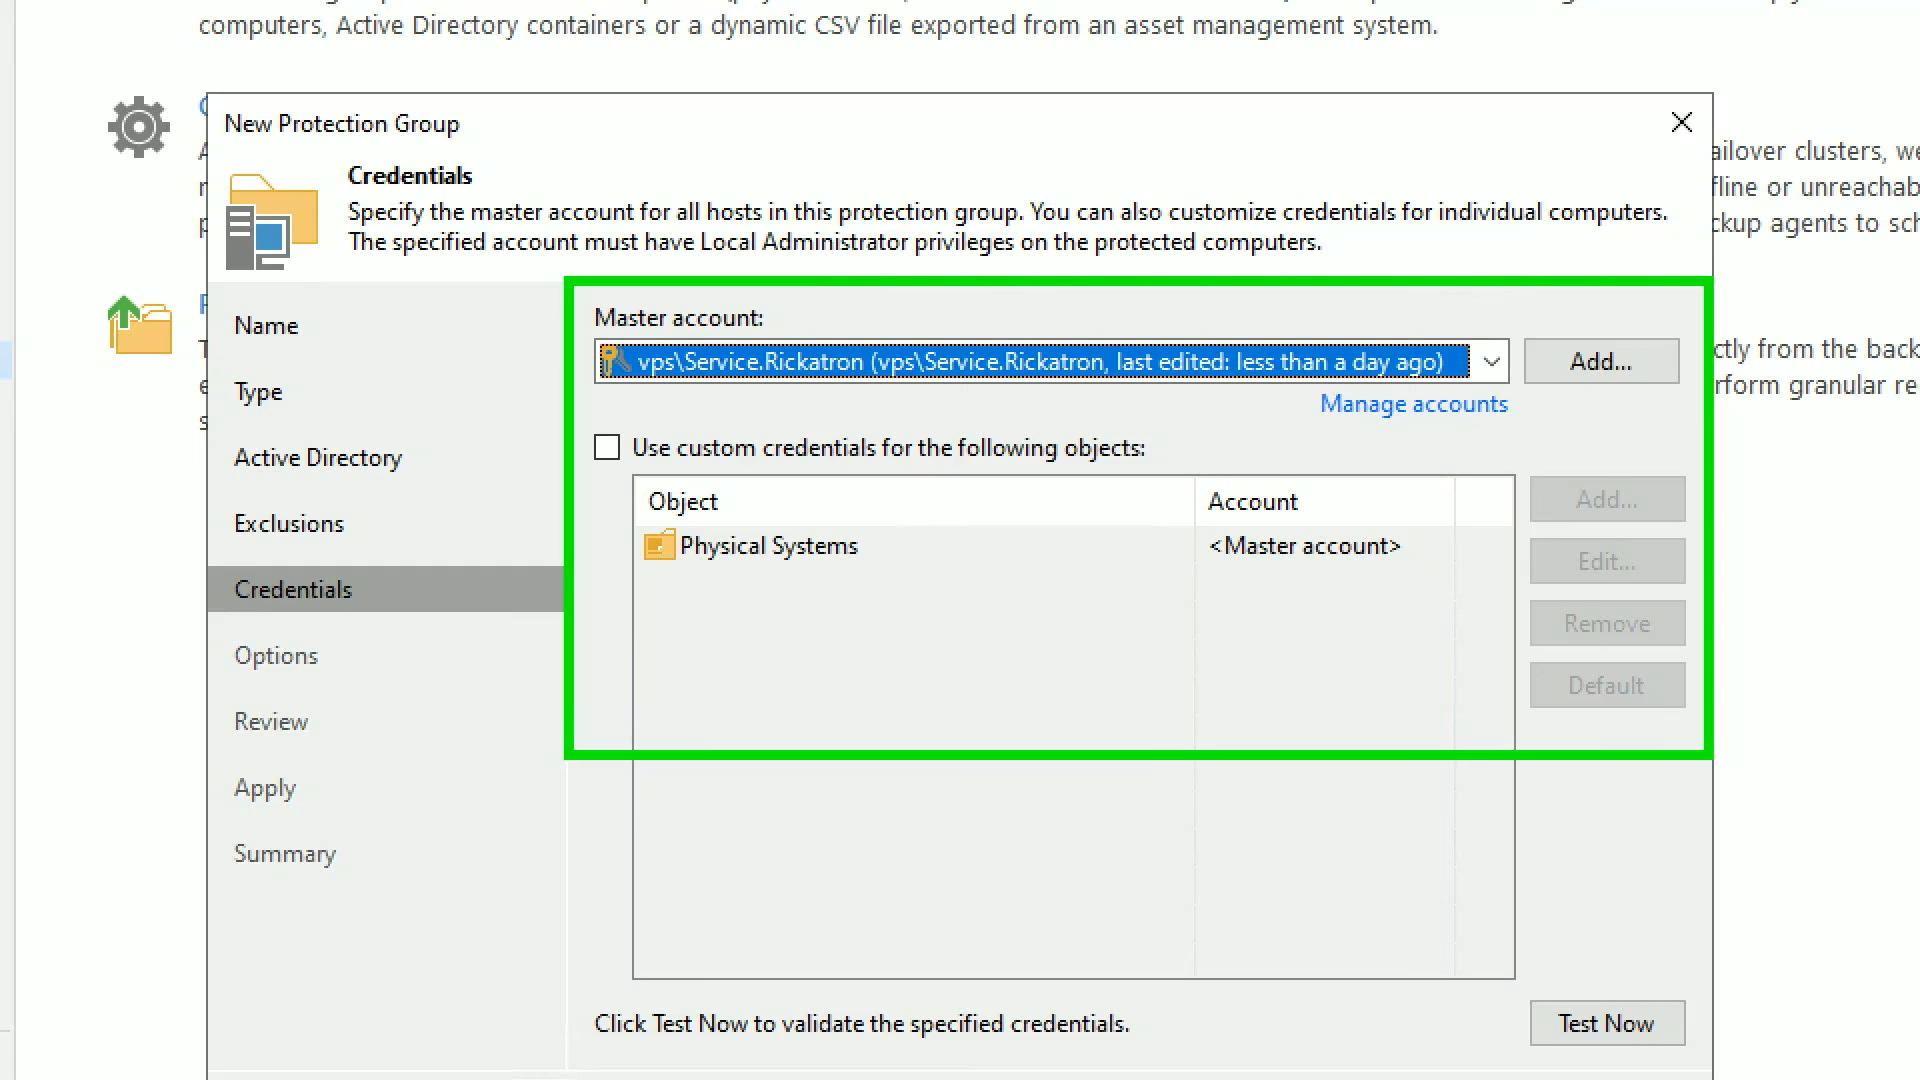 computers, Active Directory containers or a dynamic CSV file exported from an asset management system.
New Protection Group
Credentials
Specify the master account for all hosts in this protection group. You can also customize credentials for individual computers.
The specified account must have Local Administrator privileges on the protected computers.
ailover clusters, we
fline or unreachab
ckup agents to sch
Name
Type
Active Directory
Exclusions
Credentials
Options
Review
Apply
Summary
Master account:
vps\Service.Rickatron (vps\Service.Rickatron, last edited: less than a day ago)
Add...
Manage accounts
ctly from the back
rform granular re
Use custom credentials for the following objects:
Object Account
Physical Systems <Master account>
Add...
Edit...
Remove
Default
Click Test Now to validate the specified credentials.
Test Now